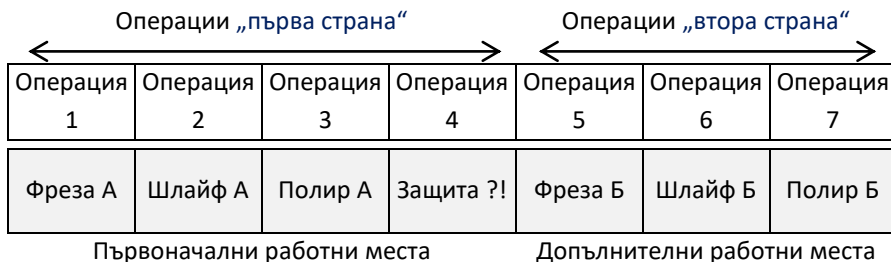 Операции „първа страна“ Операции „втора страна“
Операция Операция Операция Операция Операция Операция Операция
1 2 3 4 5 6 7
Фреза А Шлайф А Полир А Защита ?! Фреза Б Шлайф Б Полир Б
Първоначални работни места Допълнителни работни места